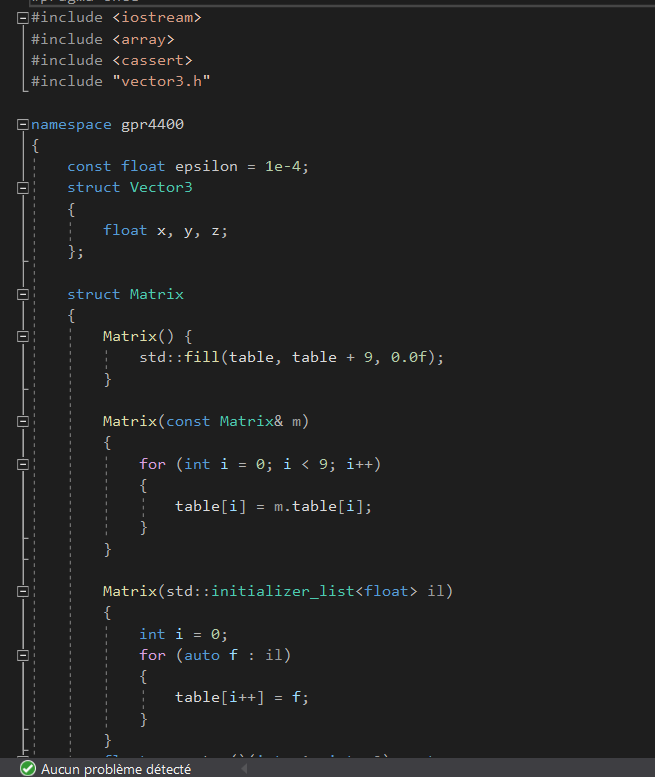 #pragma once
#include <iostream>
#include <array>
#include <cassert>
#include "vector3.h"
namespace gpr4400
{
const float epsilon = 1e-4;
struct Vector3
{
float x, y, z;
};
struct Matrix
{
Matrix() {
std::fill(table, table + 9, 0.0f);
}
Matrix(const Matrix& m)
{
for (int i = 0; i < 9; i++)
{
table[i] = m.table[i];
}
}
Matrix(std::initializer_list<float> il)
{
int i = 0;
for (auto f : il)
{
table[i++] = f;
}
}
Aucun problème détecté